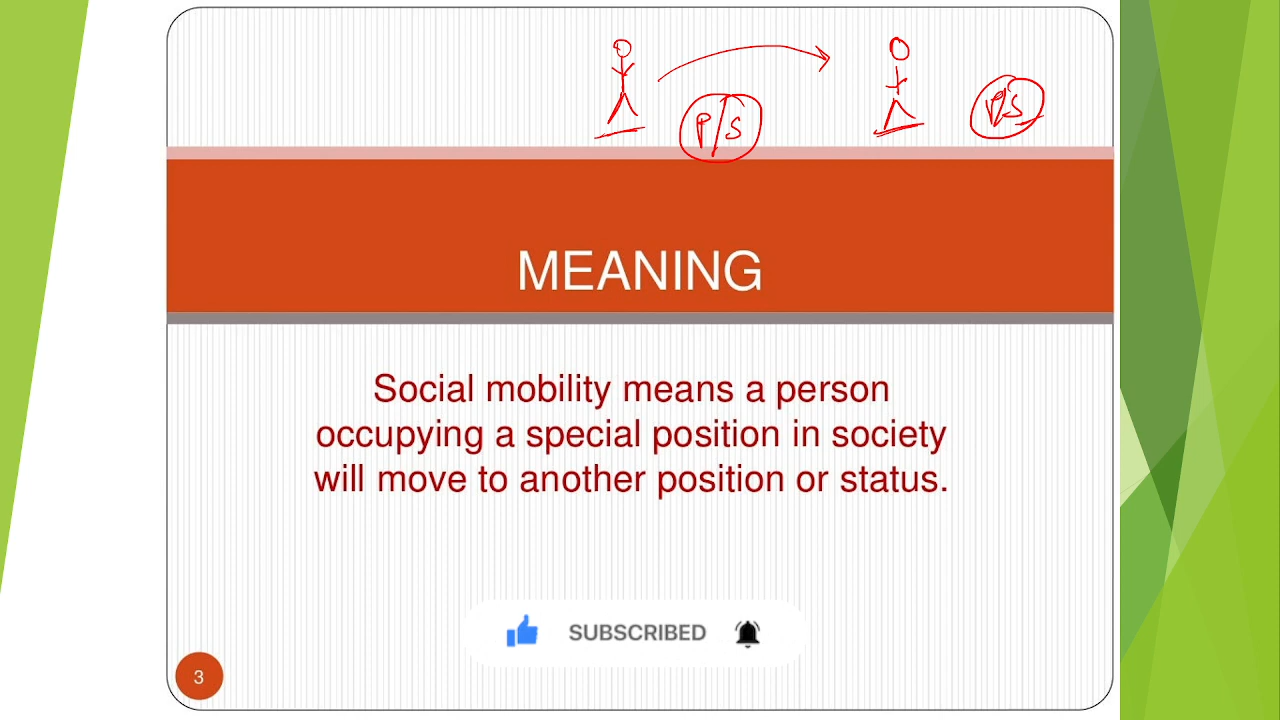 P/S
P/S
MEANING
Social mobility means a person
occupying a special position in society
will move to another position or status.
SUBSCRIBED
3